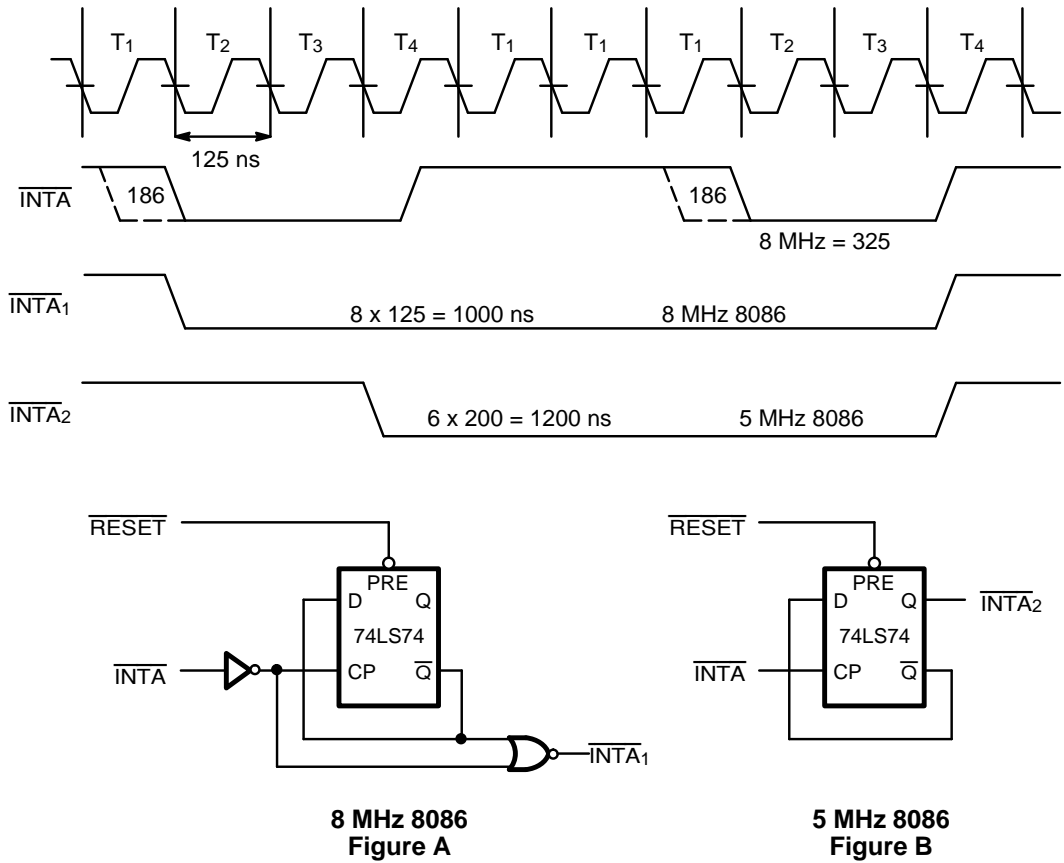 T1 T2 T3 T4 T1 T1 T1 T2 T3 T4
125 ns
INTA 186 186
8 MHz = 325
INTA1 8 x 125 = 1000 ns 8 MHz 8086
INTA2 6 x 200 = 1200 ns 5 MHz 8086
RESET
PRE
D Q
74LS74
INTA CP Q
INTA1
8 MHz 8086
Figure A
RESET
PRE
D Q INTA2
74LS74
INTA CP Q
5 MHz 8086
Figure B